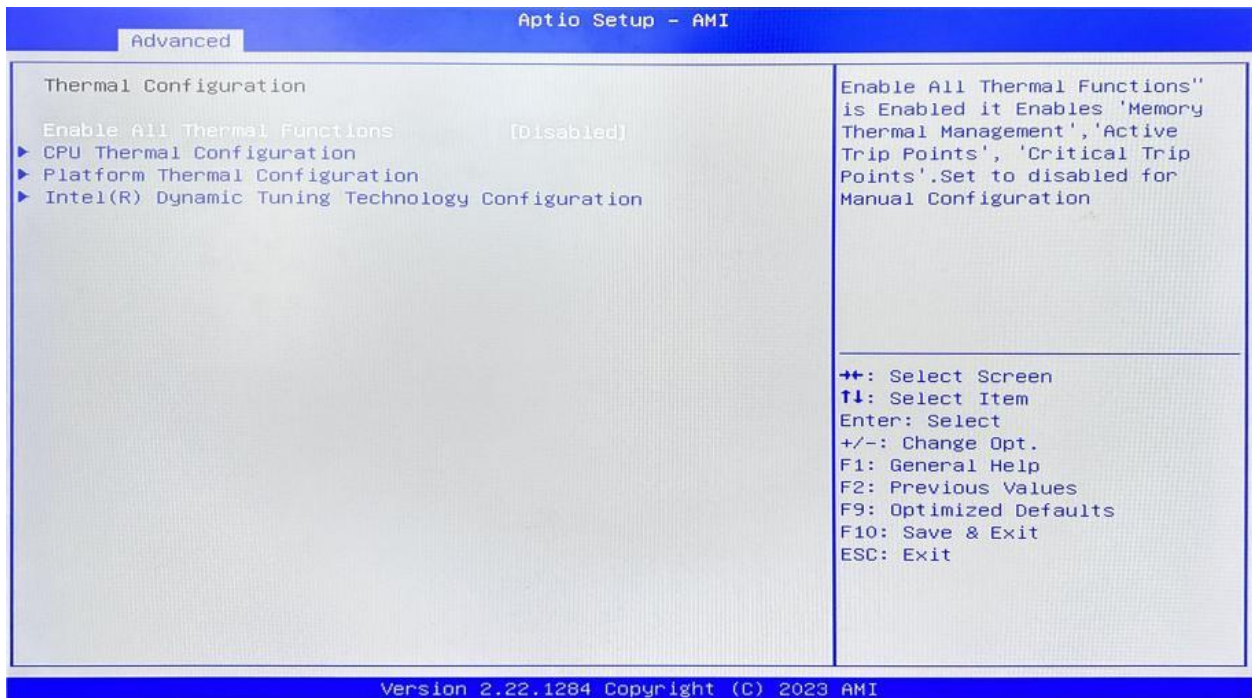 Aptio Setup - AMI
Advanced
Thermal Configuration
Enable All Thermal Functions [Disabled]
► CPU Thermal Configuration
► Platform Thermal Configuration
► Intel(R) Dynamic Tuning Technology Configuration
Enable All Thermal Functions"
is Enabled it Enables 'Memory
Thermal Management','Active
Trip Points', 'Critical Trip
Points'.Set to disabled for
Manual Configuration
→←: Select Screen
↑↓: Select Item
Enter: Select
+/-: Change Opt.
F1: General Help
F2: Previous Values
F9: Optimized Defaults
F10: Save & Exit
ESC: Exit
Version 2.22.1284 Copyright (C) 2023 AMI